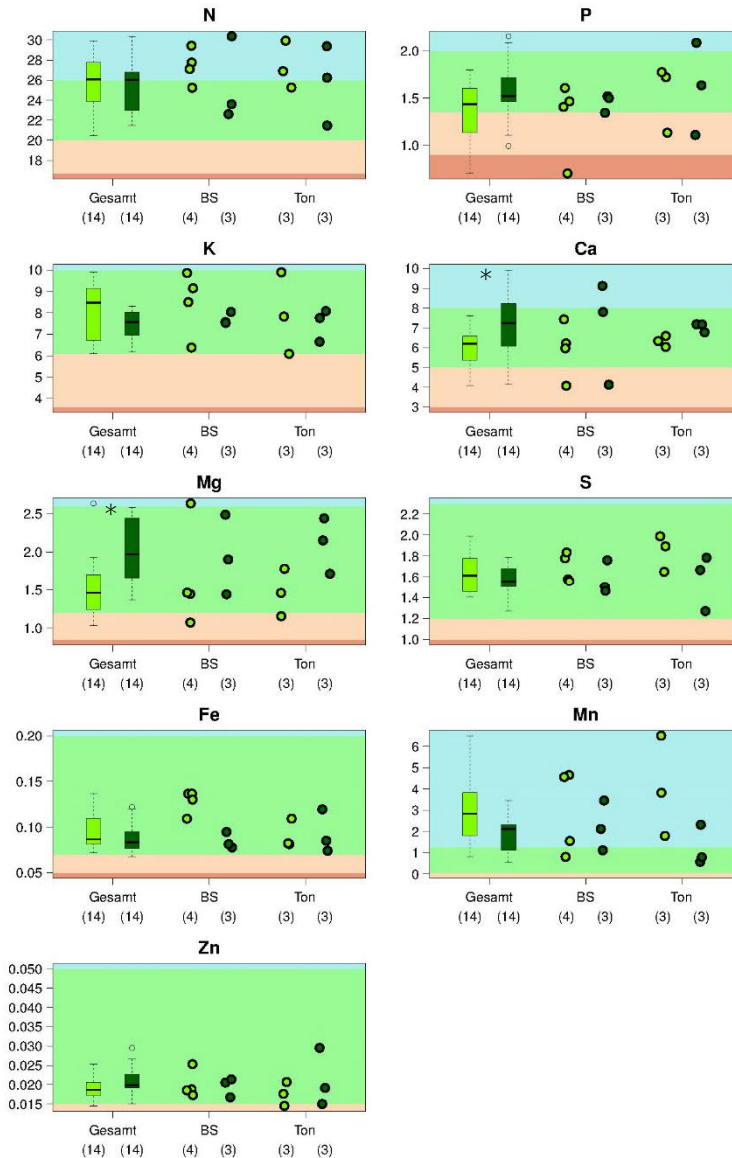 N
30
28
26
24
22
20
18
Gesamt BS Ton
(14) (14) (4) (3) (3) (3)
P
2.0
1.5
1.0
Gesamt BS Ton
(14) (14) (4) (3) (3) (3)
K
10
9
8
7
6
5
4
Gesamt BS Ton
(14) (14) (4) (3) (3) (3)
Ca
10
9
8
7
6
5
4
3
*
Gesamt BS Ton
(14) (14) (4) (3) (3) (3)
Mg
2.5
2.0
1.5
1.0
*
Gesamt BS Ton
(14) (14) (4) (3) (3) (3)
S
2.2
2.0
1.8
1.6
1.4
1.2
1.0
Gesamt BS Ton
(14) (14) (4) (3) (3) (3)
Fe
0.20
0.15
0.10
0.05
Gesamt BS Ton
(14) (14) (4) (3) (3) (3)
Mn
6
5
4
3
2
1
0
Gesamt BS Ton
(14) (14) (4) (3) (3) (3)
Zn
0.050
0.045
0.040
0.035
0.030
0.025
0.020
0.015
Gesamt BS Ton
(14) (14) (4) (3) (3) (3)